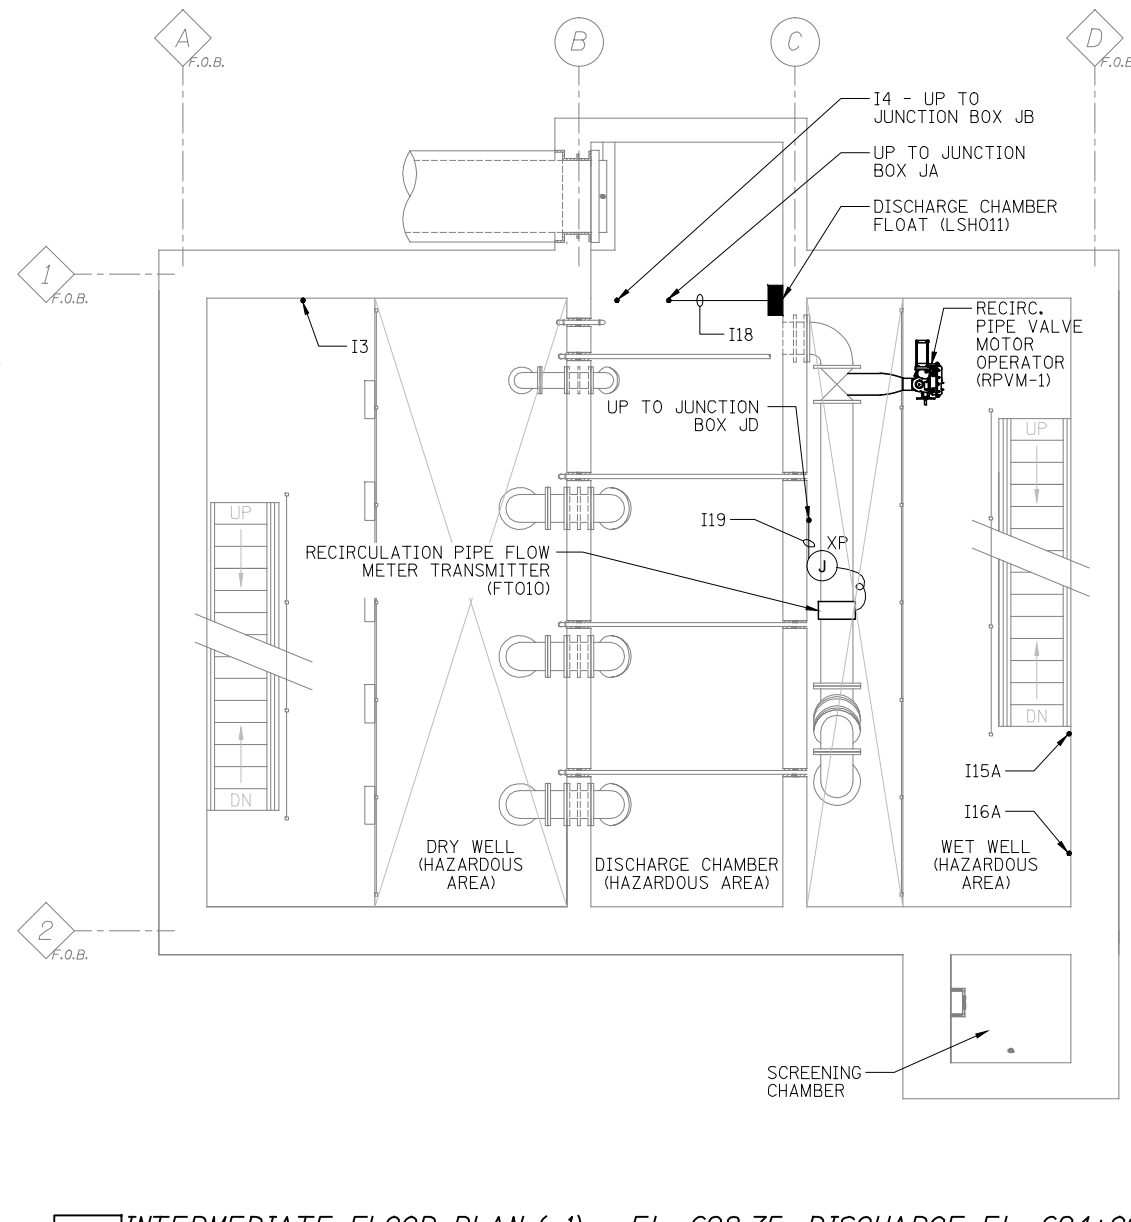 A
F.O.B.
B
C
D
F.O.B.
I4 - UP TO
JUNCTION BOX JB
UP TO JUNCTION
BOX JA
DISCHARGE CHAMBER
FLOAT (LSH011)
1
F.O.B.
I3
I18
RECIRC.
PIPE VALVE
MOTOR
OPERATOR
(RPVM-1)
UP TO JUNCTION
BOX JD
UP
UP
I19
XP
J
RECIRCULATION PIPE FLOW
METER TRANSMITTER
(FT010)
DN
DN
I15A
I16A
DRY WELL
(HAZARDOUS
AREA)
DISCHARGE CHAMBER
(HAZARDOUS AREA)
WET WELL
(HAZARDOUS
AREA)
2
F.O.B.
SCREENING
CHAMBER